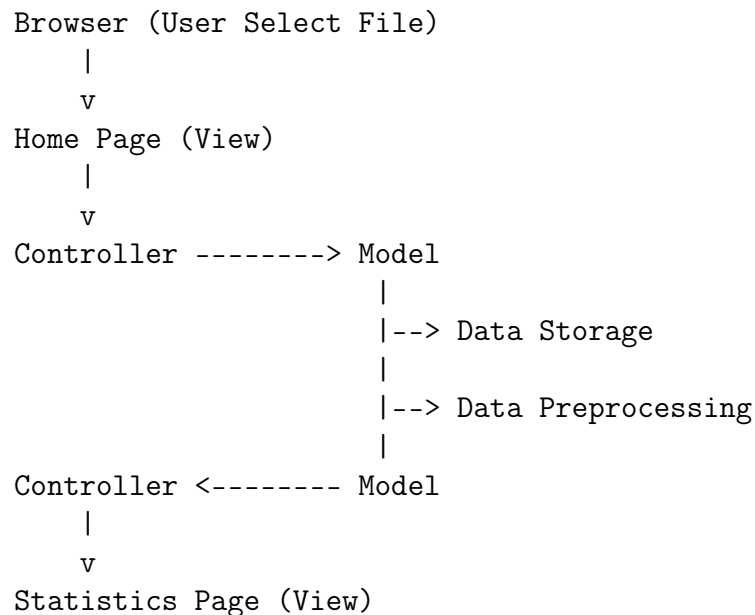 Browser (User Select File)
|
v
Home Page (View)
|
v
Controller --------> Model
|
|--> Data Storage
|
|--> Data Preprocessing
|
Controller <-------- Model
|
v
Statistics Page (View)